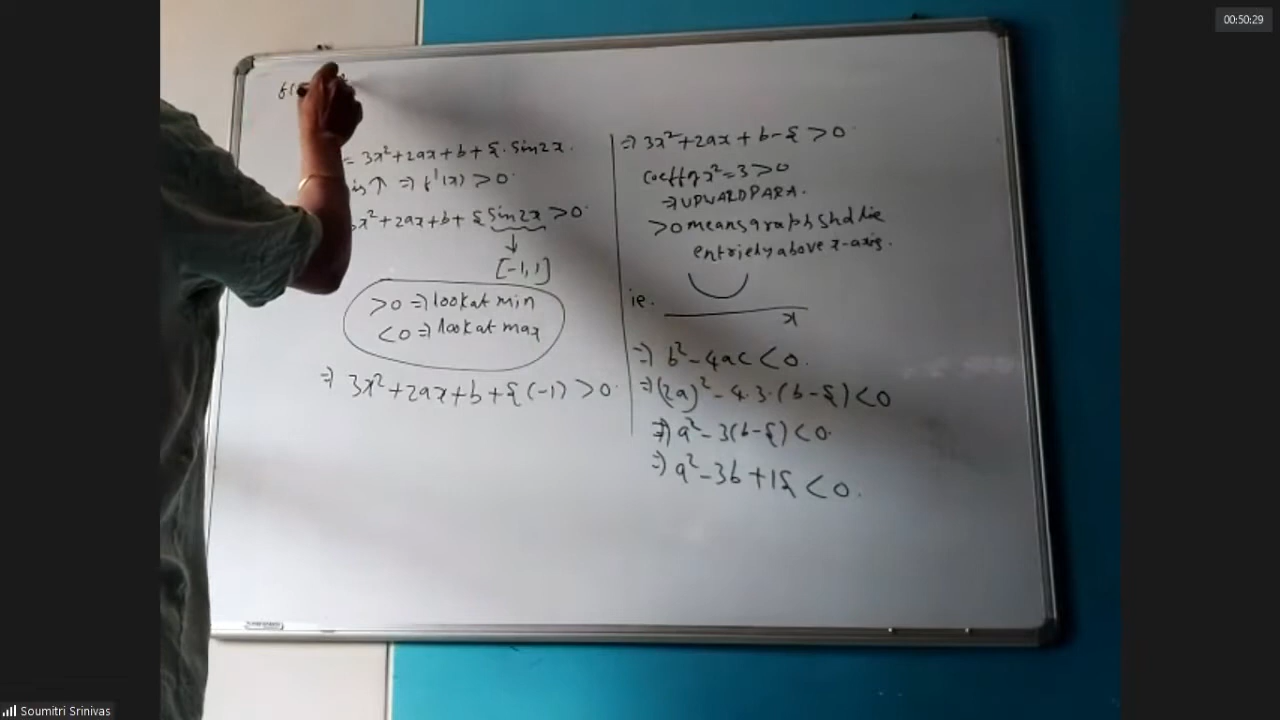 00:50:29
f(
= 3x²+2ax+b+5.sin2x.
is ↑ ⇒ f'(x) >0
3x²+2ax+b+5 sin2x >0.
↓
[-1,1]
>0 ⇒ look at min
<0 ⇒ look at max
⇒ 3x²+2ax+b+5(-1) >0.
⇒ 3x²+2ax+b-5 >0.
coeff of x²=3 >0
⇒ UPWARD PARA.
>0 means graph shd lie
entriely above x-axis.
ie.
x
⇒ b²-4ac <0.
⇒ (2a)²-4.3.(b-5) <0
⇒ a²-3(b-5) <0.
⇒ a²-3b+15 <0.
Soumitri Srinivas